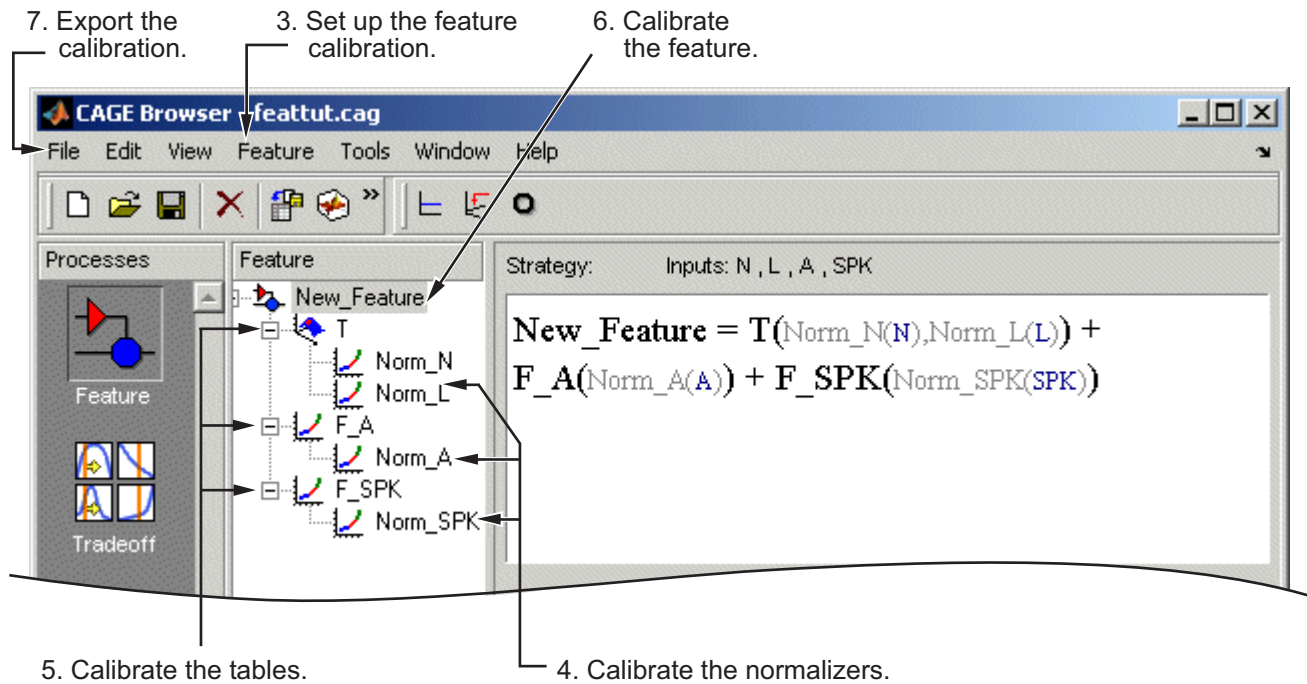 7. Export the
calibration.
3. Set up the feature
calibration.
6. Calibrate
the feature.
CAGE Browser - feattut.cag
File Edit View Feature Tools Window Help
Processes
Feature
Tradeoff
Feature
New_Feature
T
Norm_N
Norm_L
F_A
Norm_A
F_SPK
Norm_SPK
Strategy: Inputs: N , L , A , SPK
New_Feature = T(Norm_N(N),Norm_L(L)) +
F_A(Norm_A(A)) + F_SPK(Norm_SPK(SPK))
5. Calibrate the tables.
4. Calibrate the normalizers.